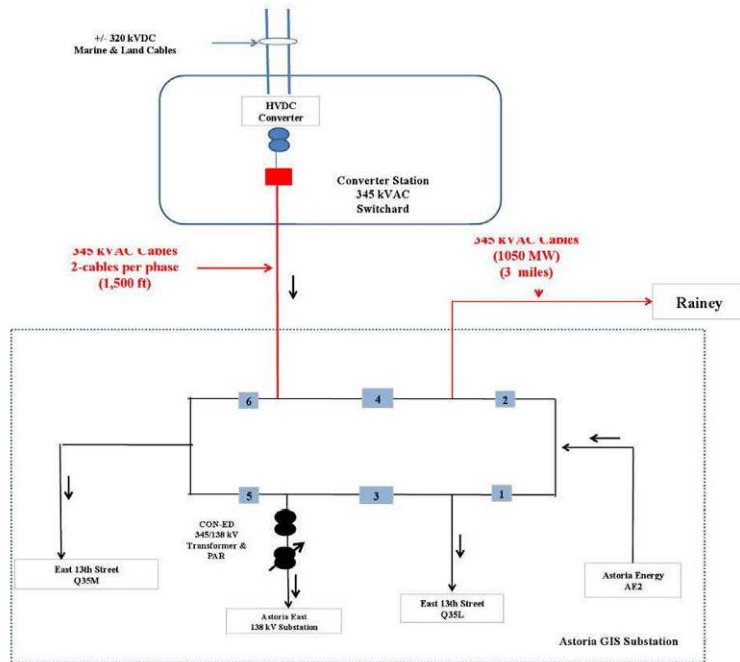 +/- 320 kVDC
Marine & Land Cables
HVDC
Converter
Converter Station
345 kVAC
Switchard
345 kVAC Cables
2-cables per phase
(1,500 ft)
345 kVAC Cables
(1050 MW)
(3 miles)
Rainey
6
4
2
5
3
1
CON-ED
345/138 kV
Transformer &
PAR
East 13th Street
Q35M
Astoria East
138 kV Substation
East 13th Street
Q35L
Astoria Energy
AE2
Astoria GIS Substation